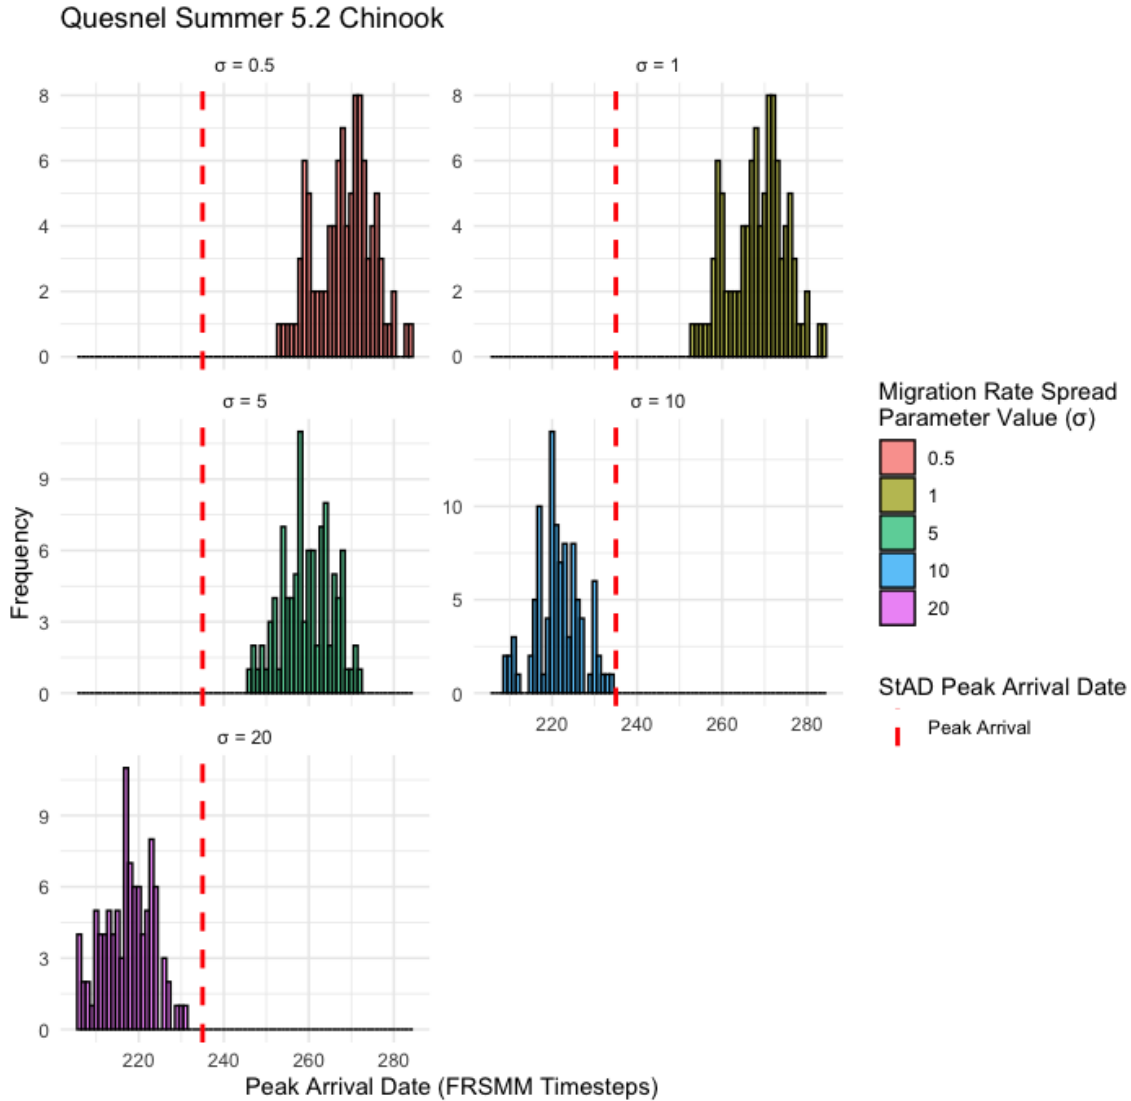 Quesnel Summer 5.2 Chinook
σ = 0.5
σ = 1
8
6
4
2
0
8
6
4
2
0
σ = 5
σ = 10
9
6
3
0
10
5
0
220
240
260
280
σ = 20
9
6
3
0
220
240
260
280
Frequency
Peak Arrival Date (FRSMM Timesteps)
Migration Rate Spread
Parameter Value (σ)
0.5
1
5
10
20
StAD Peak Arrival Date
Peak Arrival